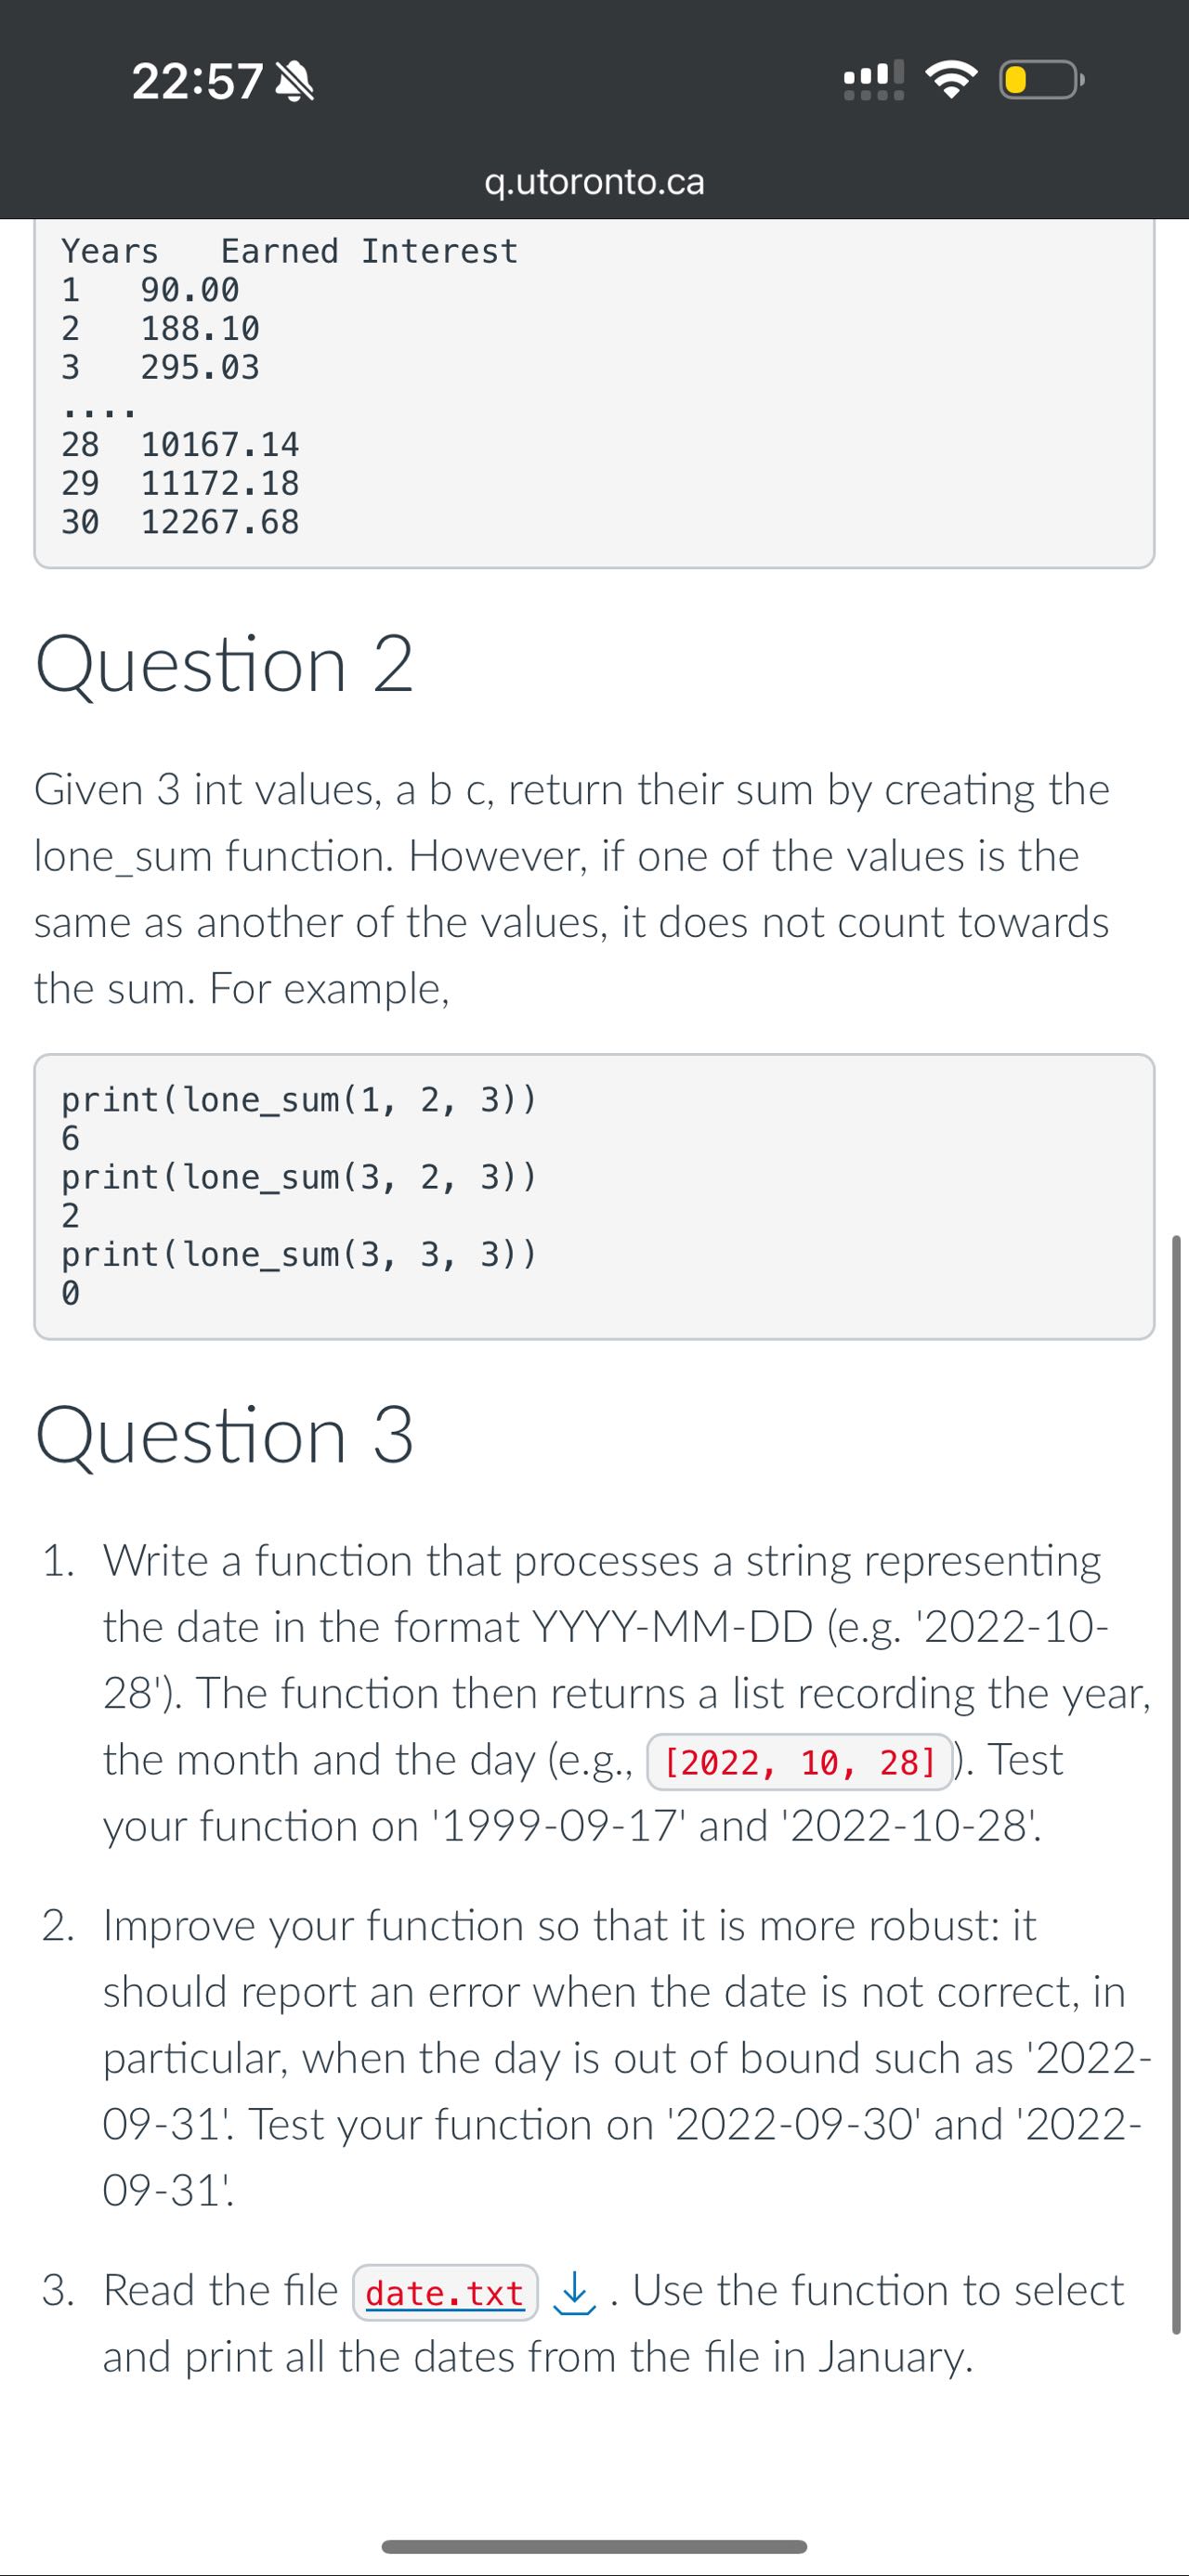 22:57
q.utoronto.ca
Years   Earned Interest
1   90.00
2   188.10
3   295.03
....
28  10167.14
29  11172.18
30  12267.68
Question 2
Given 3 int values, a b c, return their sum by creating the
lone_sum function. However, if one of the values is the
same as another of the values, it does not count towards
the sum. For example,
print(lone_sum(1, 2, 3))
6
print(lone_sum(3, 2, 3))
2
print(lone_sum(3, 3, 3))
0
Question 3
1. Write a function that processes a string representing
the date in the format YYYY-MM-DD (e.g. '2022-10-
28'). The function then returns a list recording the year,
the month and the day (e.g., [2022, 10, 28] ). Test
your function on '1999-09-17' and '2022-10-28'.
2. Improve your function so that it is more robust: it
should report an error when the date is not correct, in
particular, when the day is out of bound such as '2022-
09-31'. Test your function on '2022-09-30' and '2022-
09-31'.
3. Read the file date.txt . Use the function to select
and print all the dates from the file in January.